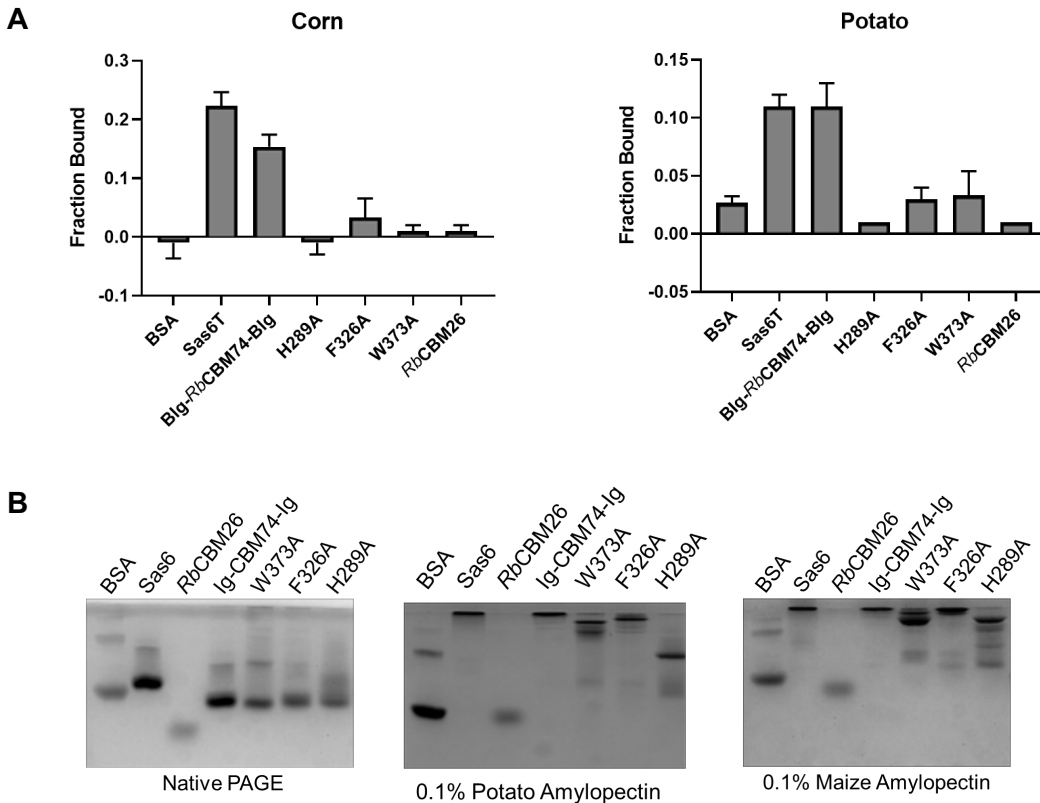 A
Corn
Fraction Bound
0.3
0.2
0.1
0.0
-0.1
BSA
Sas6T
BIg-RbCBM74-BIg
H289A
F326A
W373A
RbCBM26
Potato
Fraction Bound
0.15
0.10
0.05
0.00
-0.05
BSA
Sas6T
BIg-RbCBM74-BIg
H289A
F326A
W373A
RbCBM26
B
BSA
Sas6
RbCBM26
Ig-CBM74-Ig
W373A
F326A
H289A
Native PAGE
BSA
Sas6
RbCBM26
Ig-CBM74-Ig
W373A
F326A
H289A
0.1% Potato Amylopectin
BSA
Sas6
RbCBM26
Ig-CBM74-Ig
W373A
F326A
H289A
0.1% Maize Amylopectin